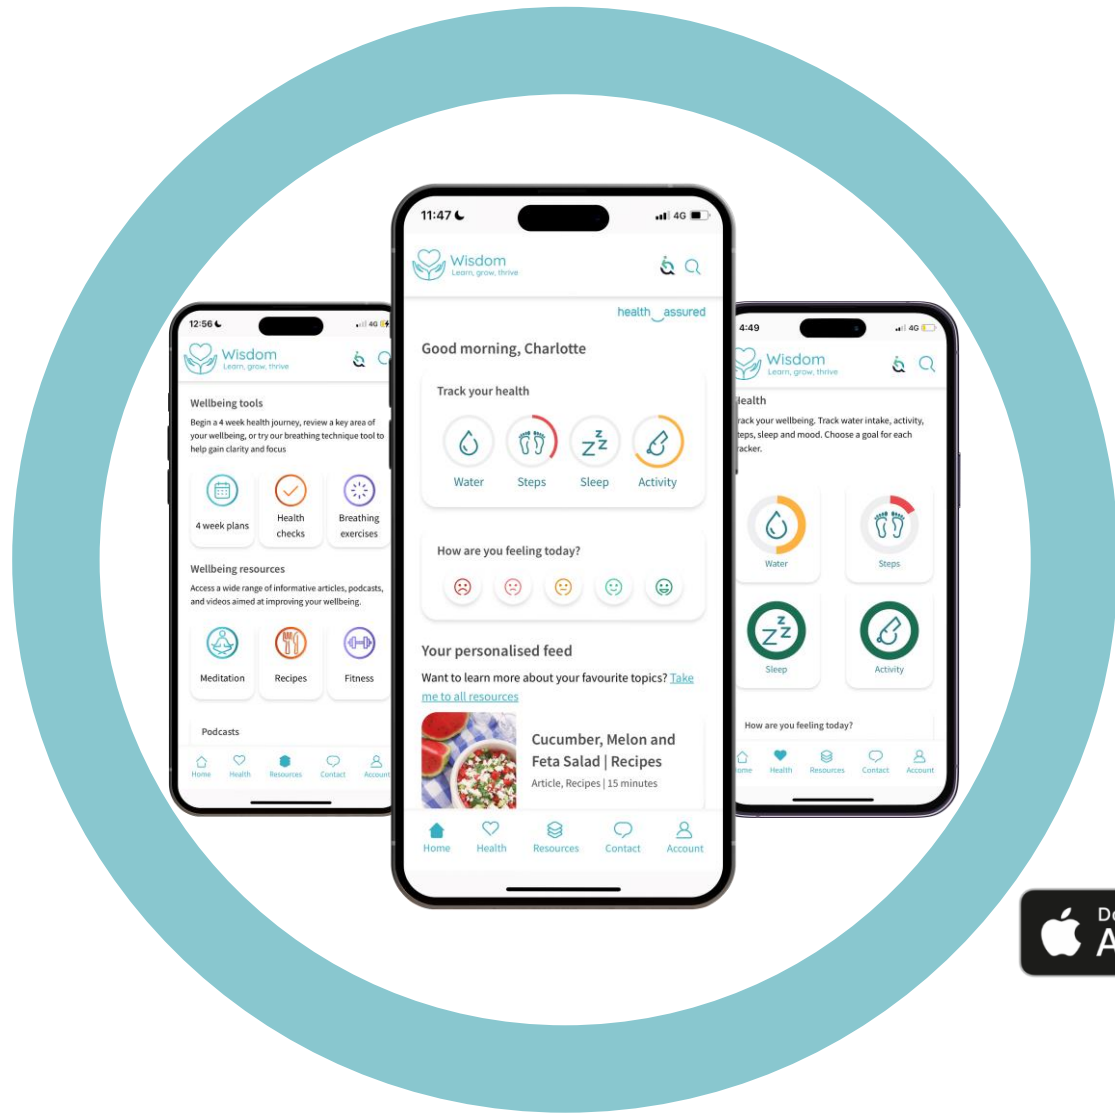 12:56
4G
Wisdom
Learn, grow, thrive
Wellbeing tools
Begin a 4 week health journey, review a key area of
your wellbeing, or try our breathing technique tool to
help gain clarity and focus
4 week plans
Health
checks
Breathing
exercises
Wellbeing resources
Access a wide range of informative articles, podcasts,
and videos aimed at improving your wellbeing.
Meditation
Recipes
Fitness
Podcasts
Home
Health
Resources
Contact
Account
11:47
4G
Wisdom
Learn, grow, thrive
health assured
Good morning, Charlotte
Track your health
Water
Steps
Sleep
Activity
How are you feeling today?
Your personalised feed
Want to learn more about your favourite topics? Take
me to all resources
Cucumber, Melon and
Feta Salad | Recipes
Article, Recipes | 15 minutes
Home
Health
Resources
Contact
Account
4:49
4G
Wisdom
Learn, grow, thrive
your wellbeing. Track water intake, activity,
sleep and mood. Choose a goal for each
Water
Steps
zzz
Sleep
Activity
How are you feeling today?
Health
Resources
Contact
Account